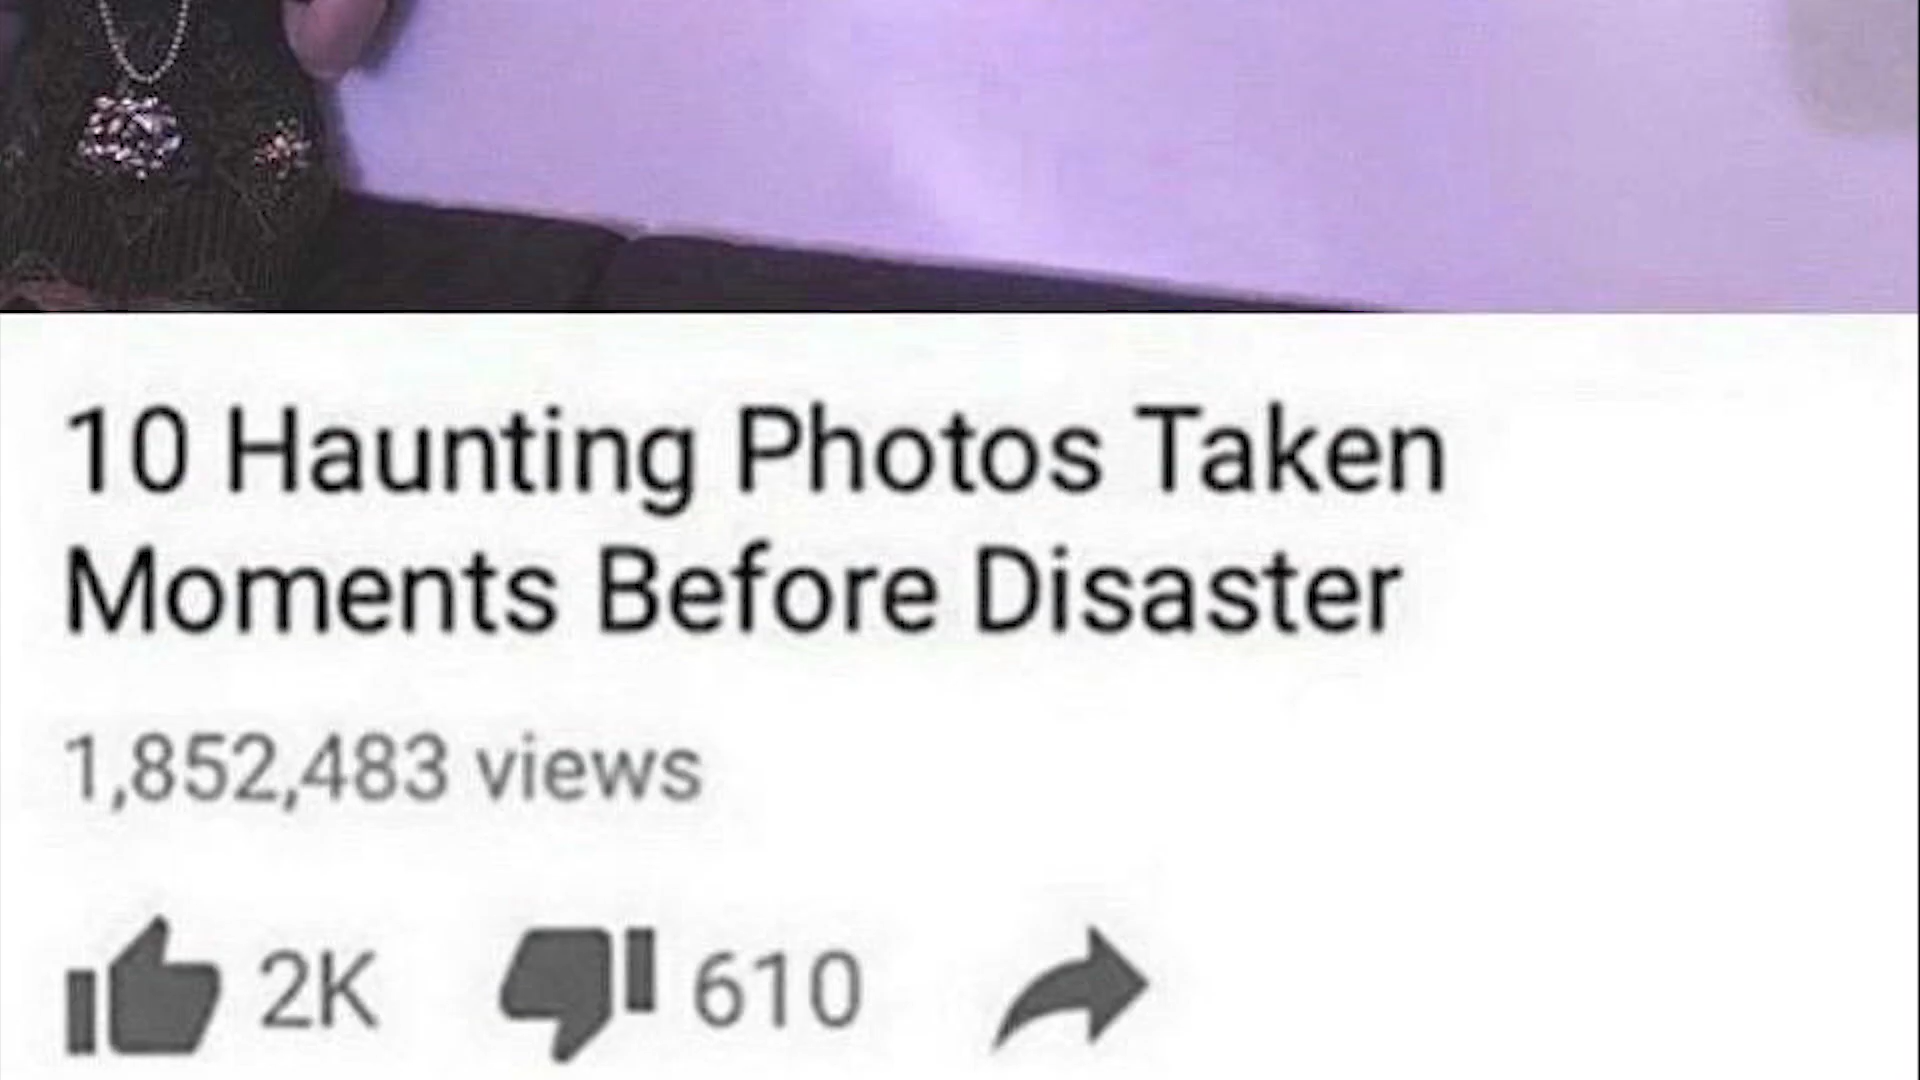 10 Haunting Photos Taken
Moments Before Disaster
1,852,483 views
2K 610